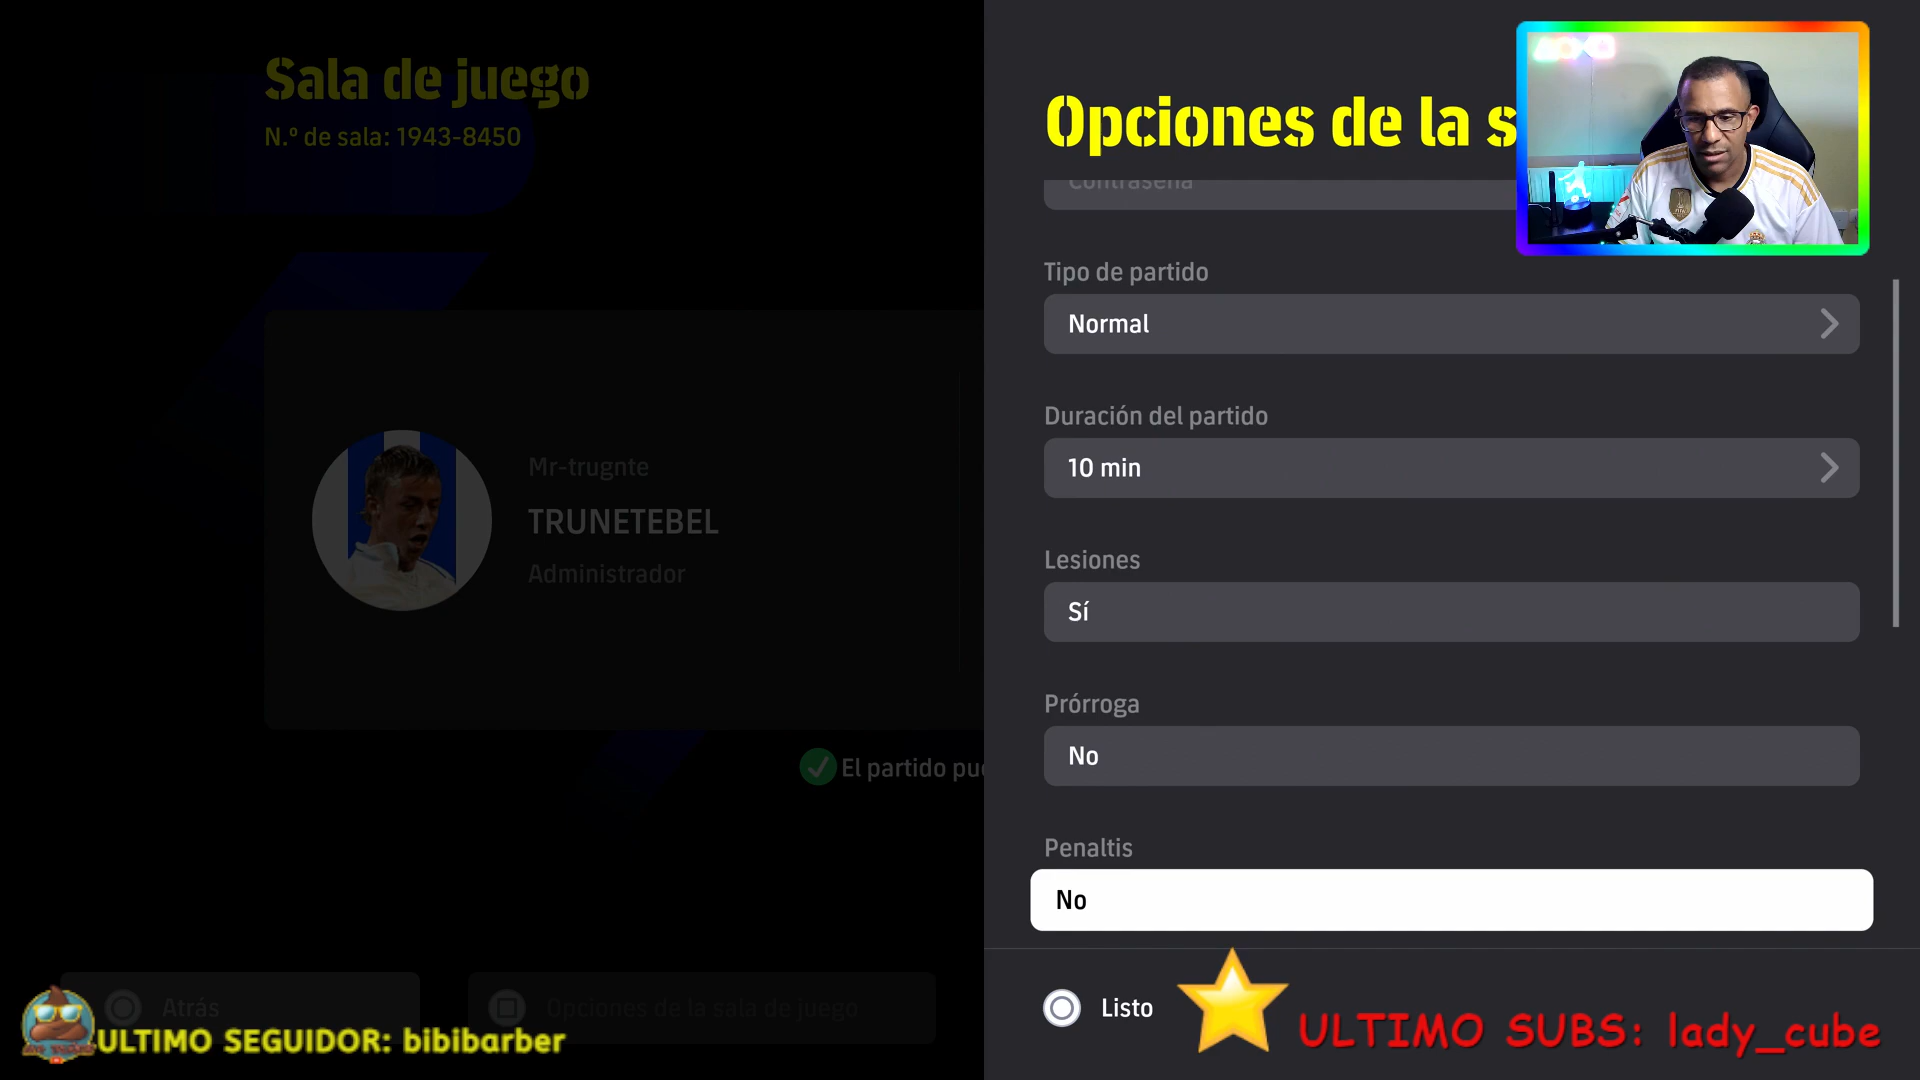 Sala de juego
N.º de sala: 1943-8450
Mr-trugnte
TRUNETEBEL
Administrador
El partido
Atrás
Opciones de la sala de juego
ULTIMO SEGUIDOR: bibibarber
Opciones de la
Contraseña
Tipo de partido
Normal
Duración del partido
10 min
Lesiones
Sí
Prórroga
No
Penaltis
No
Listo
ULTIMO SUBS: lady_cube